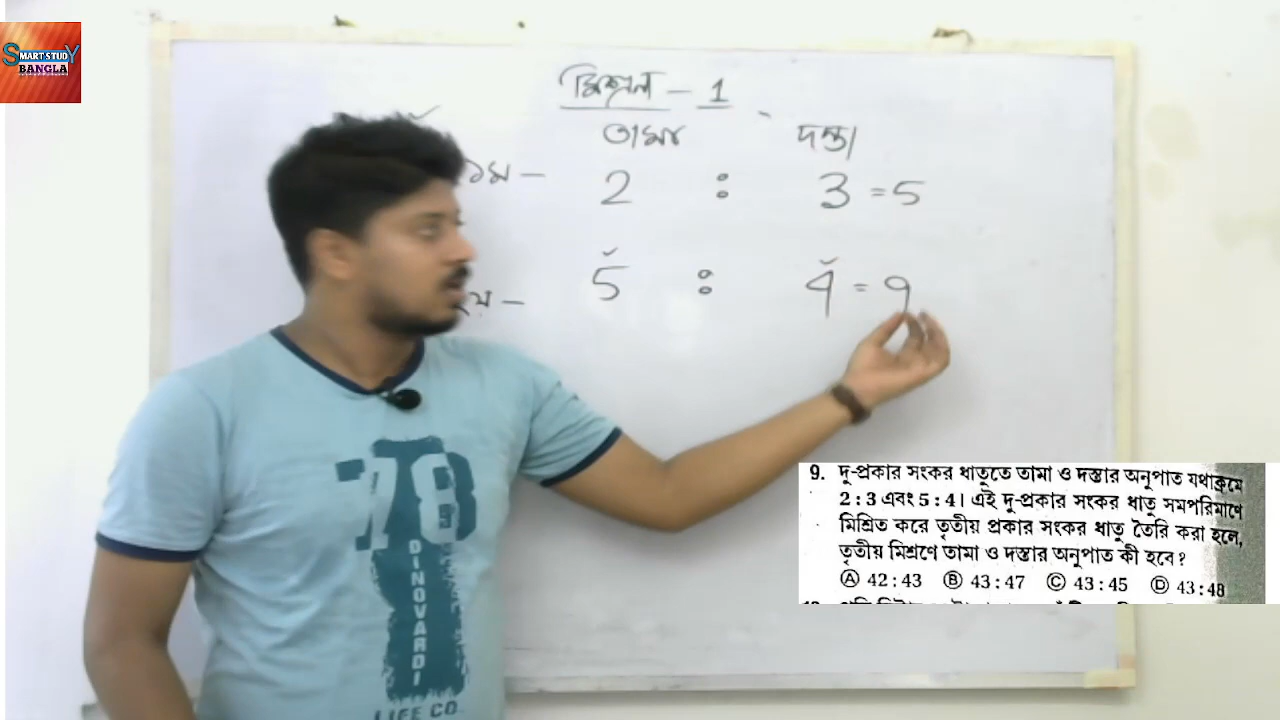 SMART STUDY
BANGLA
মিশ্রণ – 1
তামা দস্তা
১ম – 2 : 3 = 5
২য় – 5 : 4 = 9
78
DINOVARDI
LIFE CO
9. দু-প্রকার সংকর ধাতুতে তামা ও দস্তার অনুপাত যথাক্রমে
2 : 3 এবং 5 : 4। এই দু-প্রকার সংকর ধাতু সমপরিমাণে
মিশ্রিত করে তৃতীয় প্রকার সংকর ধাতু তৈরি করা হলে,
তৃতীয় মিশ্রণে তামা ও দস্তার অনুপাত কী হবে ?
Ⓐ 42 : 43 Ⓑ 43 : 47 Ⓒ 43 : 45 Ⓓ 43 : 48